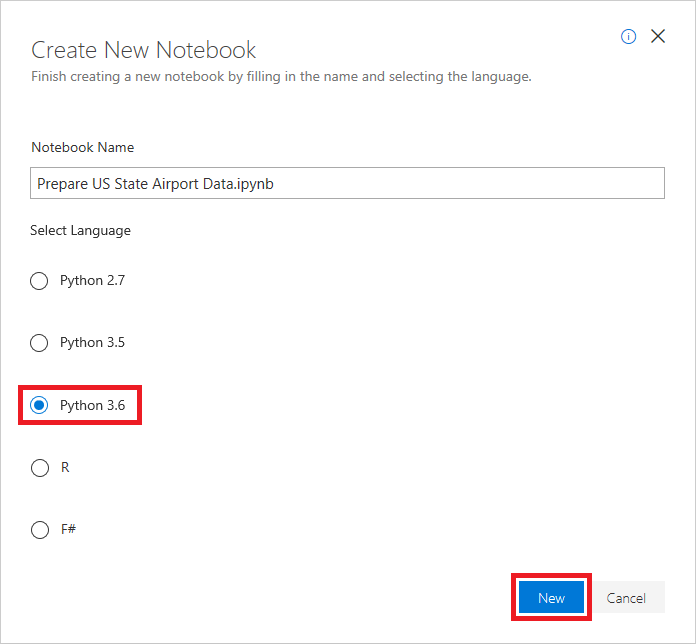 Create New Notebook
Finish creating a new notebook by filling in the name and selecting the language.
Notebook Name
Prepare US State Airport Data.ipynb
Select Language
Python 2.7
Python 3.5
Python 3.6
R
F#
New Cancel